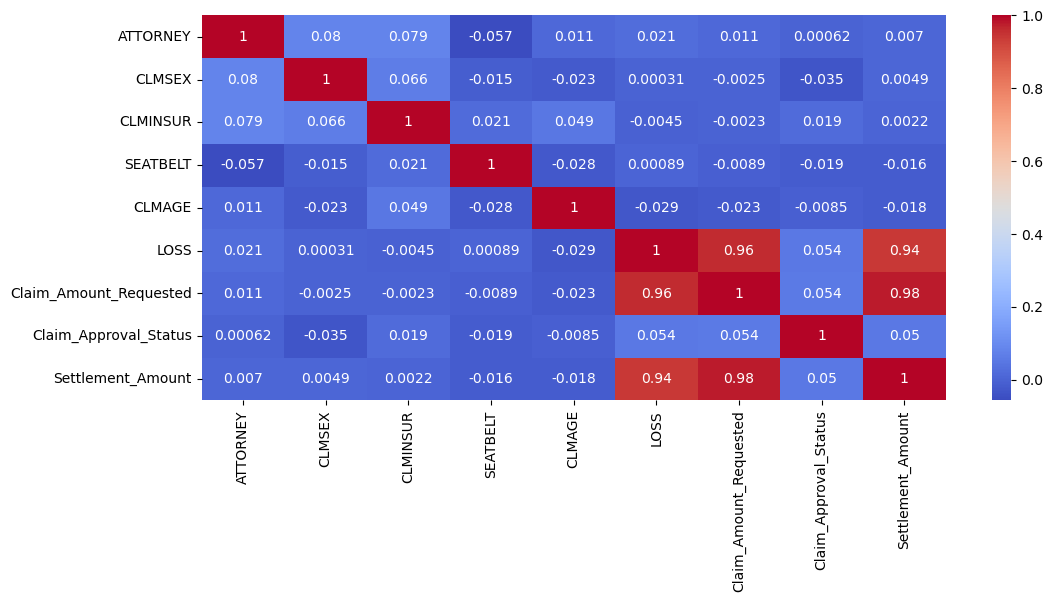 ATTORNEY 1 0.08 0.079 -0.057 0.011 0.021 0.011 0.00062 0.007
CLMSEX 0.08 1 0.066 -0.015 -0.023 0.00031 -0.0025 -0.035 0.0049
CLMINSUR 0.079 0.066 1 0.021 0.049 -0.0045 -0.0023 0.019 0.0022
SEATBELT -0.057 -0.015 0.021 1 -0.028 0.00089 -0.0089 -0.019 -0.016
CLMAGE 0.011 -0.023 0.049 -0.028 1 -0.029 -0.023 -0.0085 -0.018
LOSS 0.021 0.00031 -0.0045 0.00089 -0.029 1 0.96 0.054 0.94
Claim_Amount_Requested 0.011 -0.0025 -0.0023 -0.0089 -0.023 0.96 1 0.054 0.98
Claim_Approval_Status 0.00062 -0.035 0.019 -0.019 -0.0085 0.054 0.054 1 0.05
Settlement_Amount 0.007 0.0049 0.0022 -0.016 -0.018 0.94 0.98 0.05 1
ATTORNEY
CLMSEX
CLMINSUR
SEATBELT
CLMAGE
LOSS
Claim_Amount_Requested
Claim_Approval_Status
Settlement_Amount
1.0
0.8
0.6
0.4
0.2
0.0